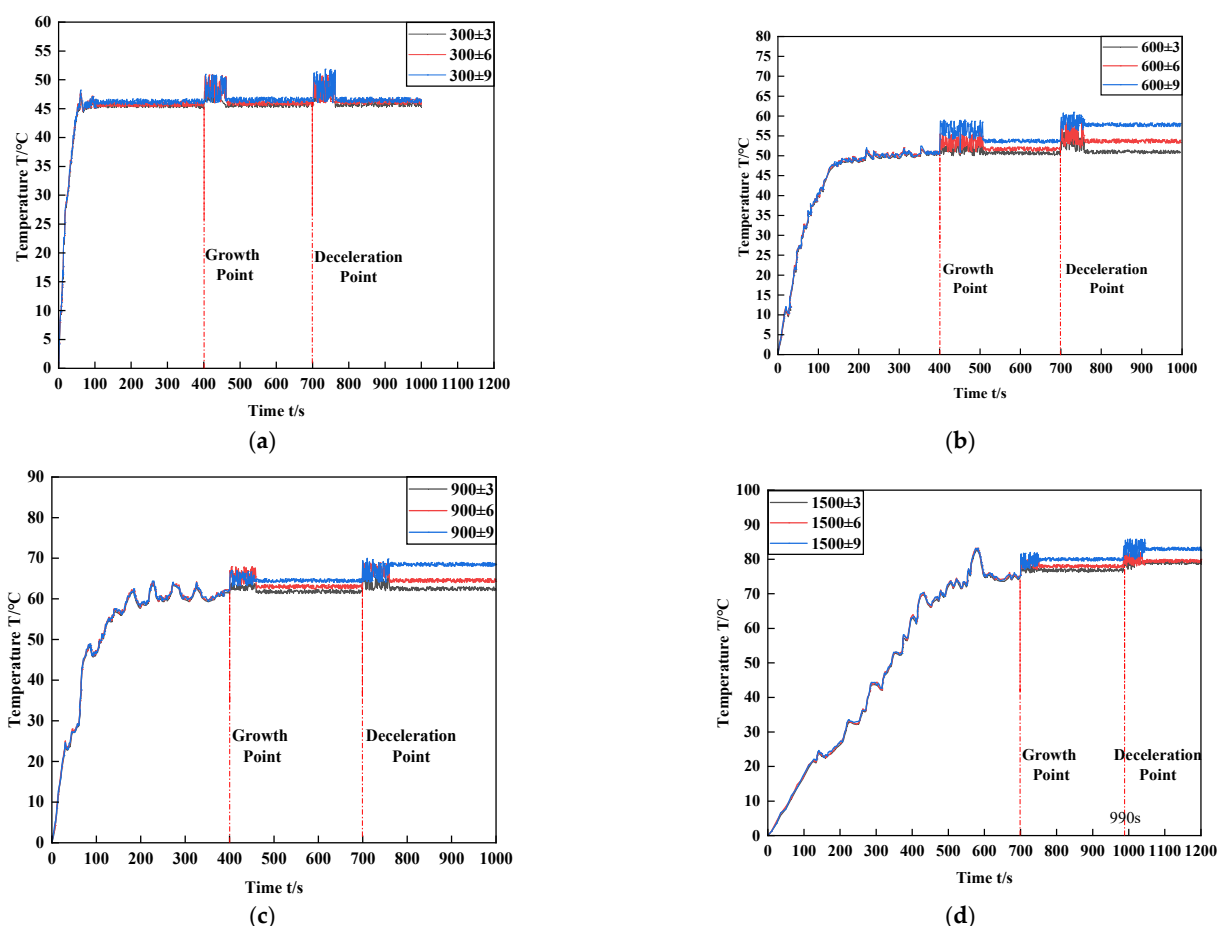 60
55
50
45
40
35
30
25
20
15
10
5
0
Temperature T/°C
300±3
300±6
300±9
Growth
Point
Deceleration
Point
0 100 200 300 400 500 600 700 800 900 1000 1100 1200
Time t/s
(a)
80
75
70
65
60
55
50
45
40
35
30
25
20
15
10
5
0
Temperature T/°C
600±3
600±6
600±9
Growth
Point
Deceleration
Point
0 100 200 300 400 500 600 700 800 900 1000
Time t/s
(b)
90
80
70
60
50
40
30
20
10
0
Temperature T/°C
900±3
900±6
900±9
Growth
Point
Deceleration
Point
0 100 200 300 400 500 600 700 800 900 1000
Time t/s
(c)
100
90
80
70
60
50
40
30
20
10
0
Temperature T/°C
1500±3
1500±6
1500±9
Growth
Point
Deceleration
Point
990s
0 100 200 300 400 500 600 700 800 900 1000 1100 1200
Time t/s
(d)